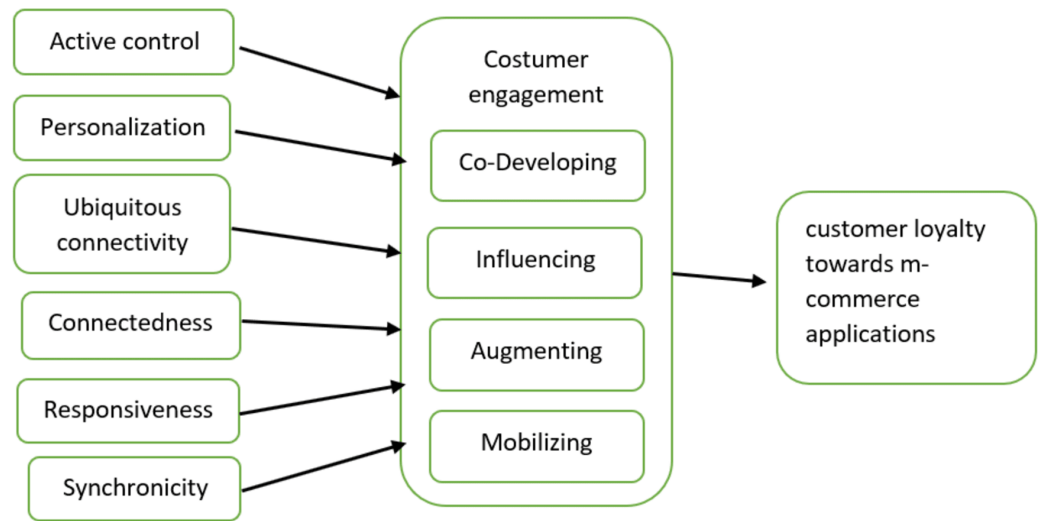 Active control
Personalization
Ubiquitous
connectivity
Connectedness
Responsiveness
Synchronicity
Costumer
engagement
Co-Developing
Influencing
Augmenting
Mobilizing
customer loyalty
towards m-
commerce
applications